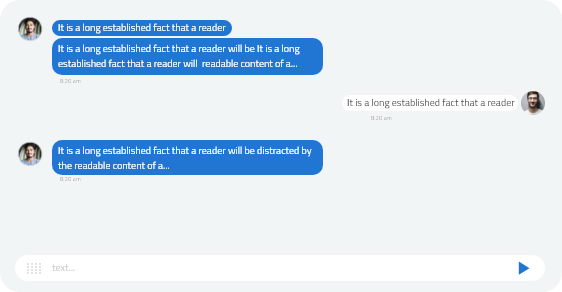 It is a long established fact that a reader
It is a long established fact that a reader will be It is a long
established fact that a reader will  readable content of a...
8:20 am
It is a long established fact that a reader
8:20 am
It is a long established fact that a reader will be distracted by
the readable content of a...
8:20 am
text...